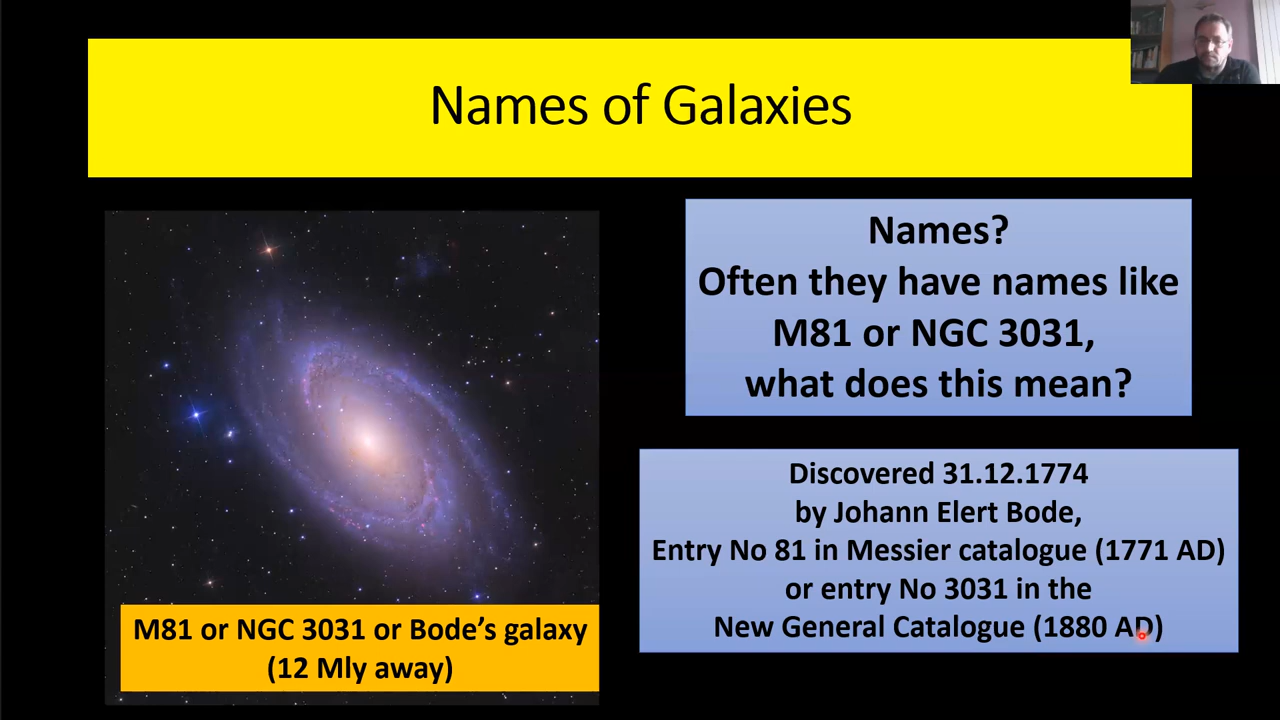 Names of Galaxies
Names?
Often they have names like
M81 or NGC 3031,
what does this mean?
Discovered 31.12.1774
by Johann Elert Bode,
Entry No 81 in Messier catalogue (1771 AD)
or entry No 3031 in the
New General Catalogue (1880 AD)
M81 or NGC 3031 or Bode’s galaxy
(12 Mly away)